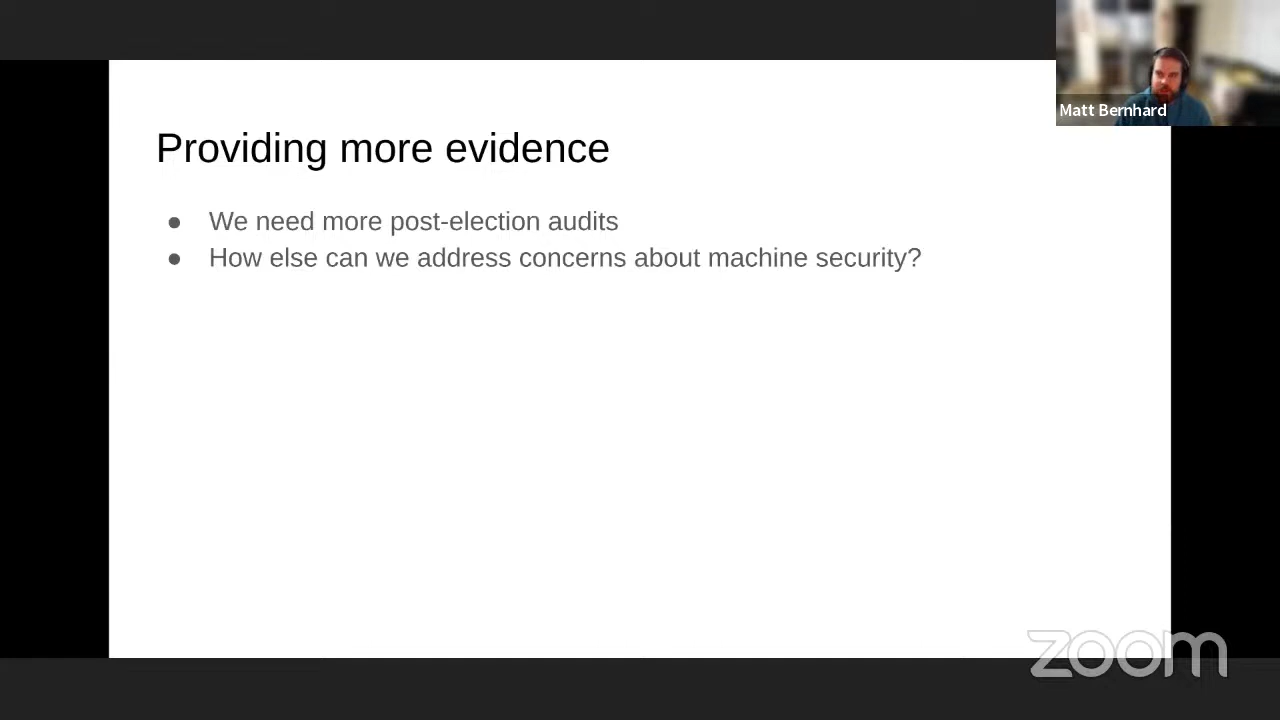 Matt Bernhard
Providing more evidence
● We need more post-election audits
● How else can we address concerns about machine security?
zoom